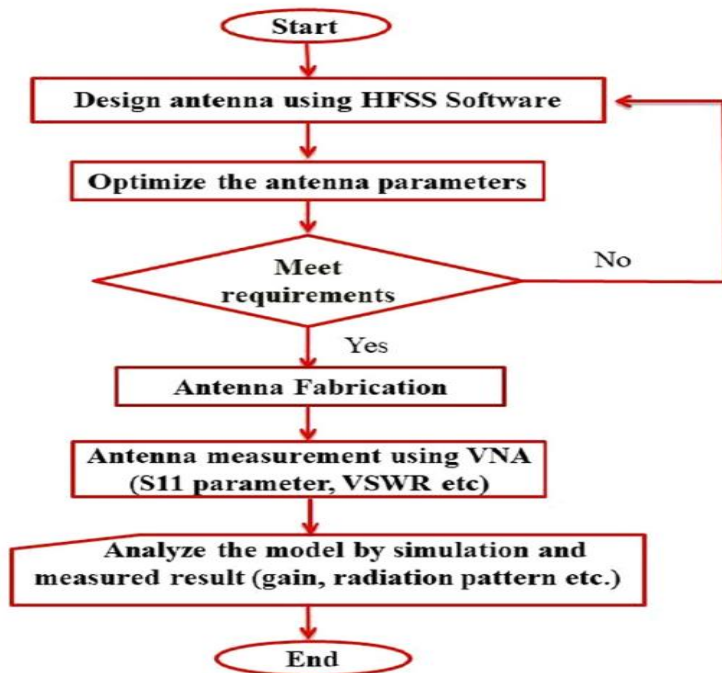 Start
Design antenna using HFSS Software
Optimize the antenna parameters
Meet
requirements
No
Yes
Antenna Fabrication
Antenna measurement using VNA
(S11 parameter, VSWR etc)
Analyze the model by simulation and
measured result (gain, radiation pattern etc.)
End